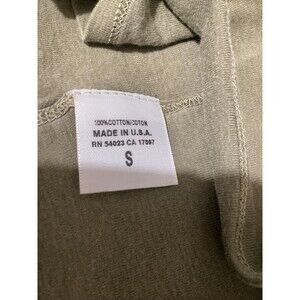 100%COTTON/COTON
MADE IN U.S.A.
RN 54023 CA 17897
S